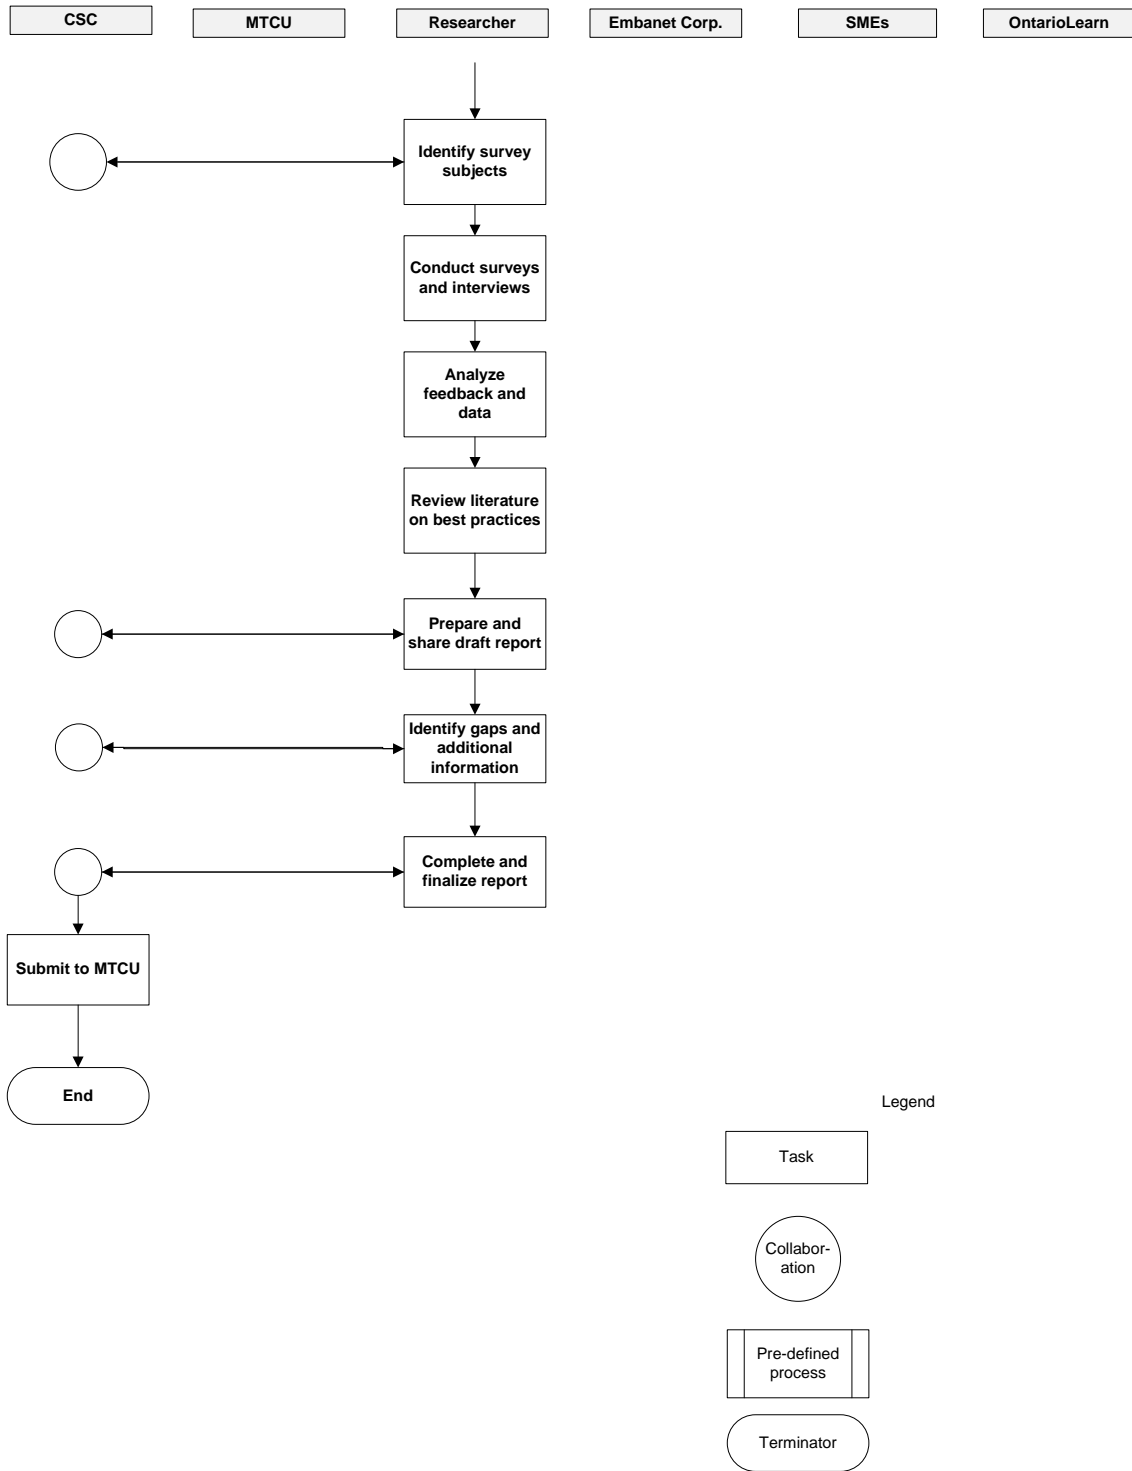 CSC
MTCU
Researcher
Embanet Corp.
SMEs
OntarioLearn
Identify survey
subjects
Conduct surveys
and interviews
Analyze
feedback and
data
Review literature
on best practices
Prepare and
share draft report
Identify gaps and
additional
information
Complete and
finalize report
Submit to MTCU
End
Legend
Task
Collabor-
ation
Pre-defined
process
Terminator